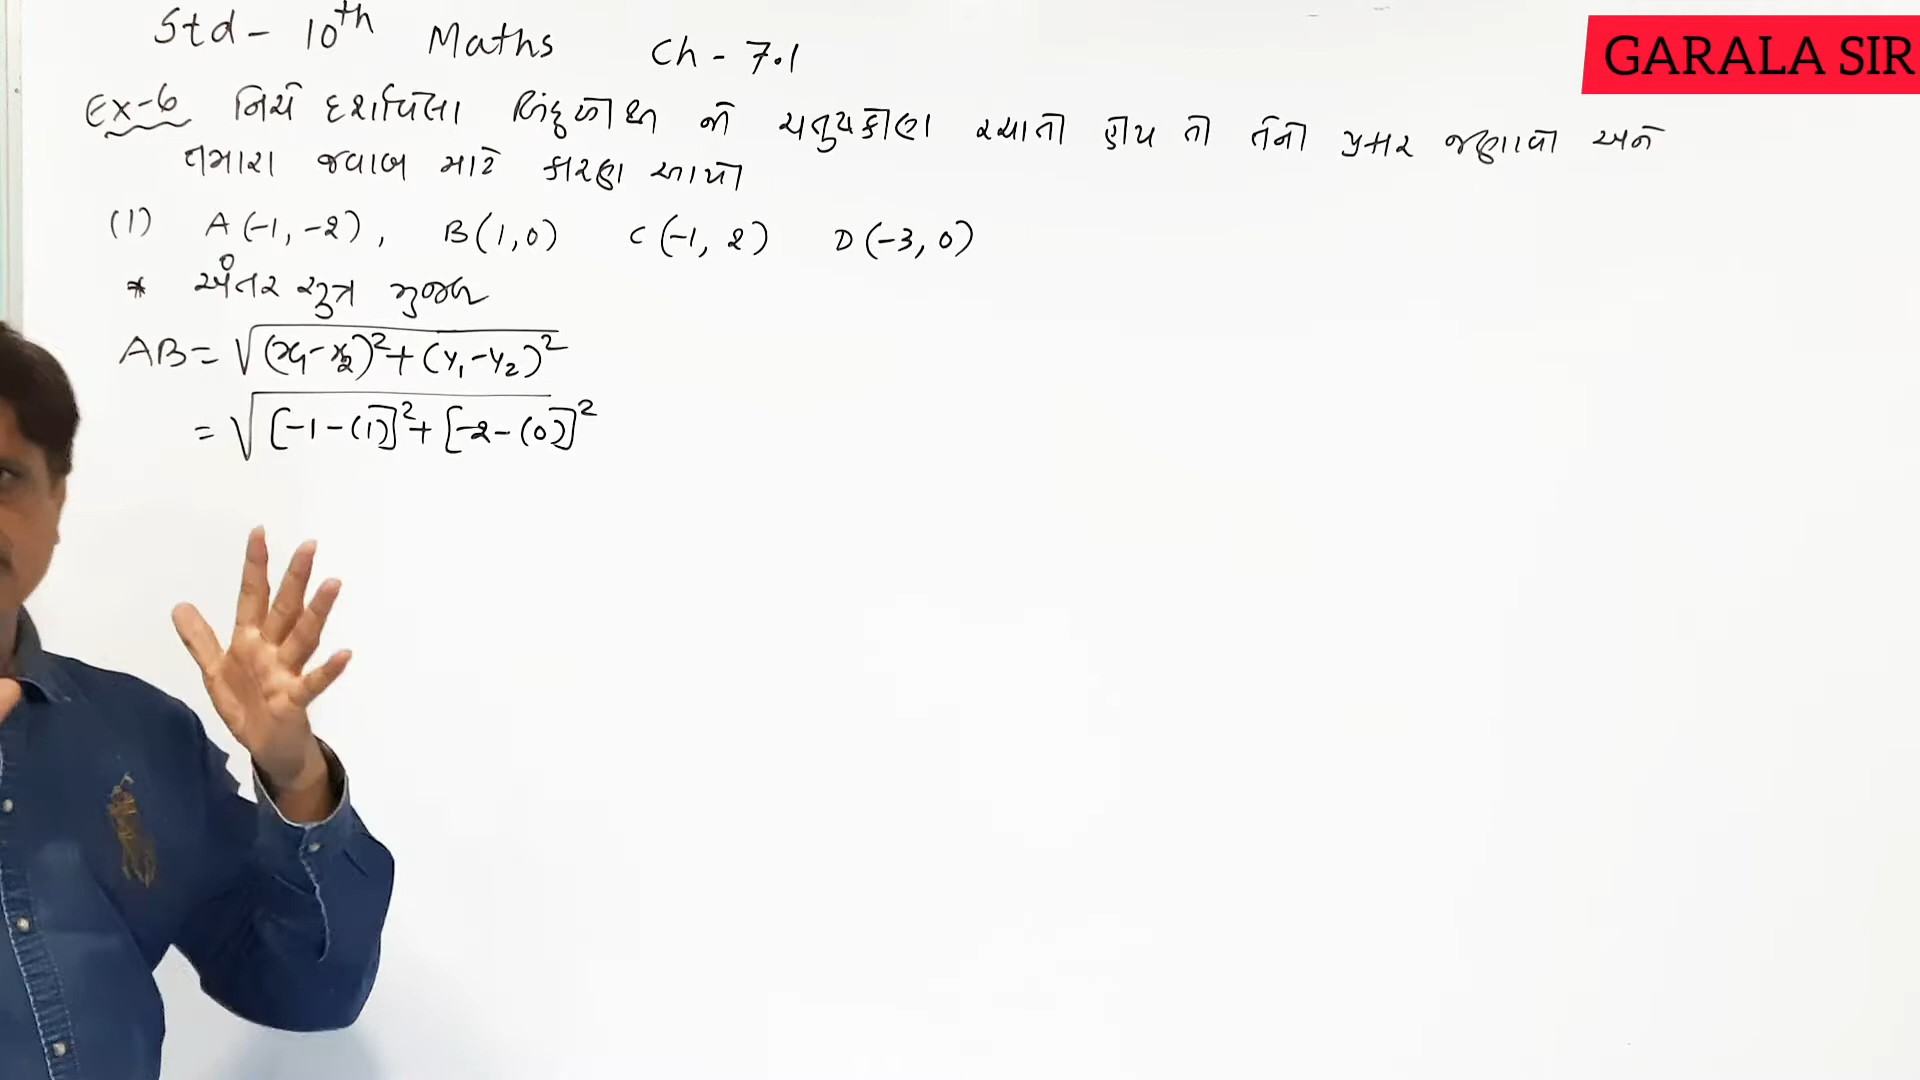 Std - 10th Maths Ch - 7.1
GARALA SIR
Ex-6 નિચે દર્શાવેલા બિંદુઓથી જો ચતુષ્કોણ રચાતો હોય તો તેનો પ્રકાર જણાવો અને
તમારા જવાબ માટે કારણ આપો
(1) A(-1, -2), B(1,0) C(-1, 2) D(-3, 0)
* અંતર સુત્ર મુજબ
AB = √(x₁-x₂)²+(y₁-y₂)²
= √[-1-(1)]²+[-2-(0)]²